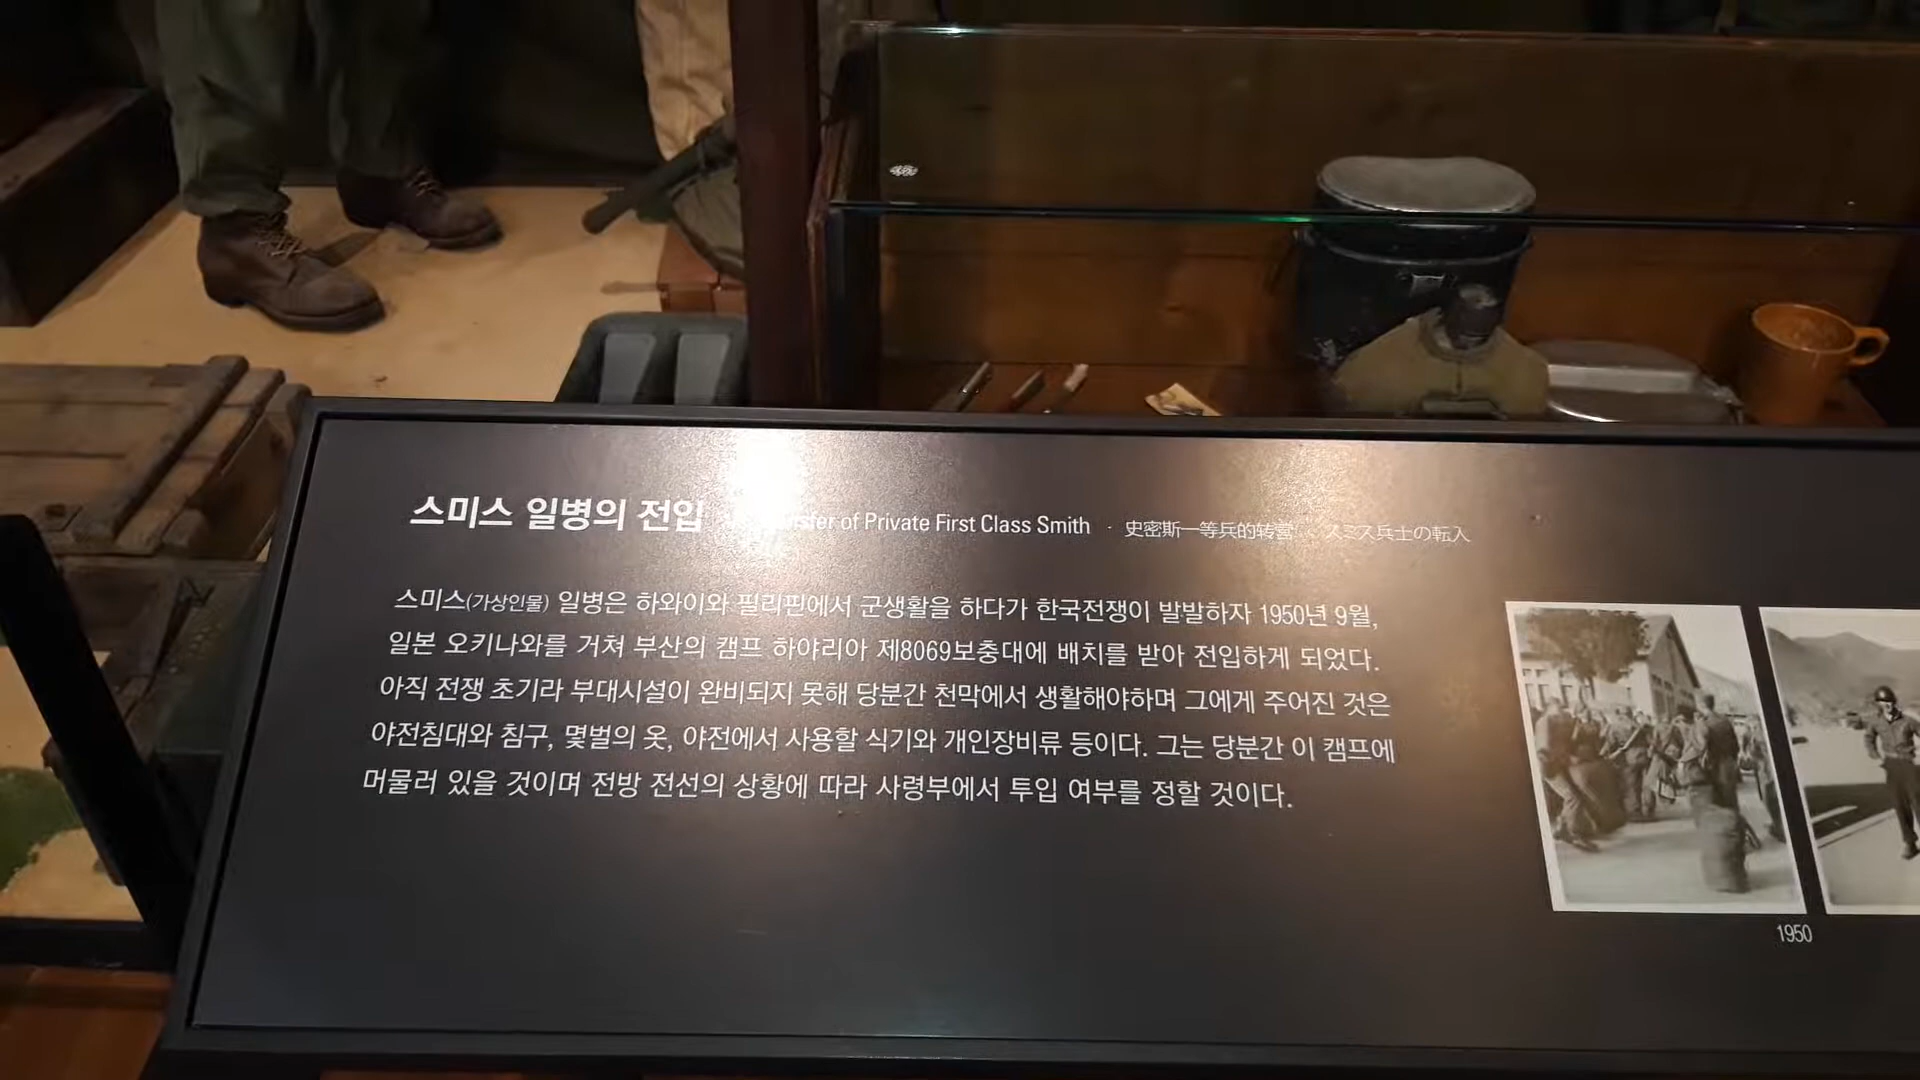 스미스 일병의 전입 of Private First Class Smith · 史密斯一等兵的转营 · スミス兵士の転入
스미스(가상인물) 일병은 하와이와 필리핀에서 군생활을 하다가 한국전쟁이 발발하자 1950년 9월,
일본 오키나와를 거쳐 부산의 캠프 하야리아 제8069보충대에 배치를 받아 전입하게 되었다.
아직 전쟁 초기라 부대시설이 완비되지 못해 당분간 천막에서 생활해야하며 그에게 주어진 것은
야전침대와 침구, 몇벌의 옷, 야전에서 사용할 식기와 개인장비류 등이다. 그는 당분간 이 캠프에
머물러 있을 것이며 전방 전선의 상황에 따라 사령부에서 투입 여부를 정할 것이다.
1950